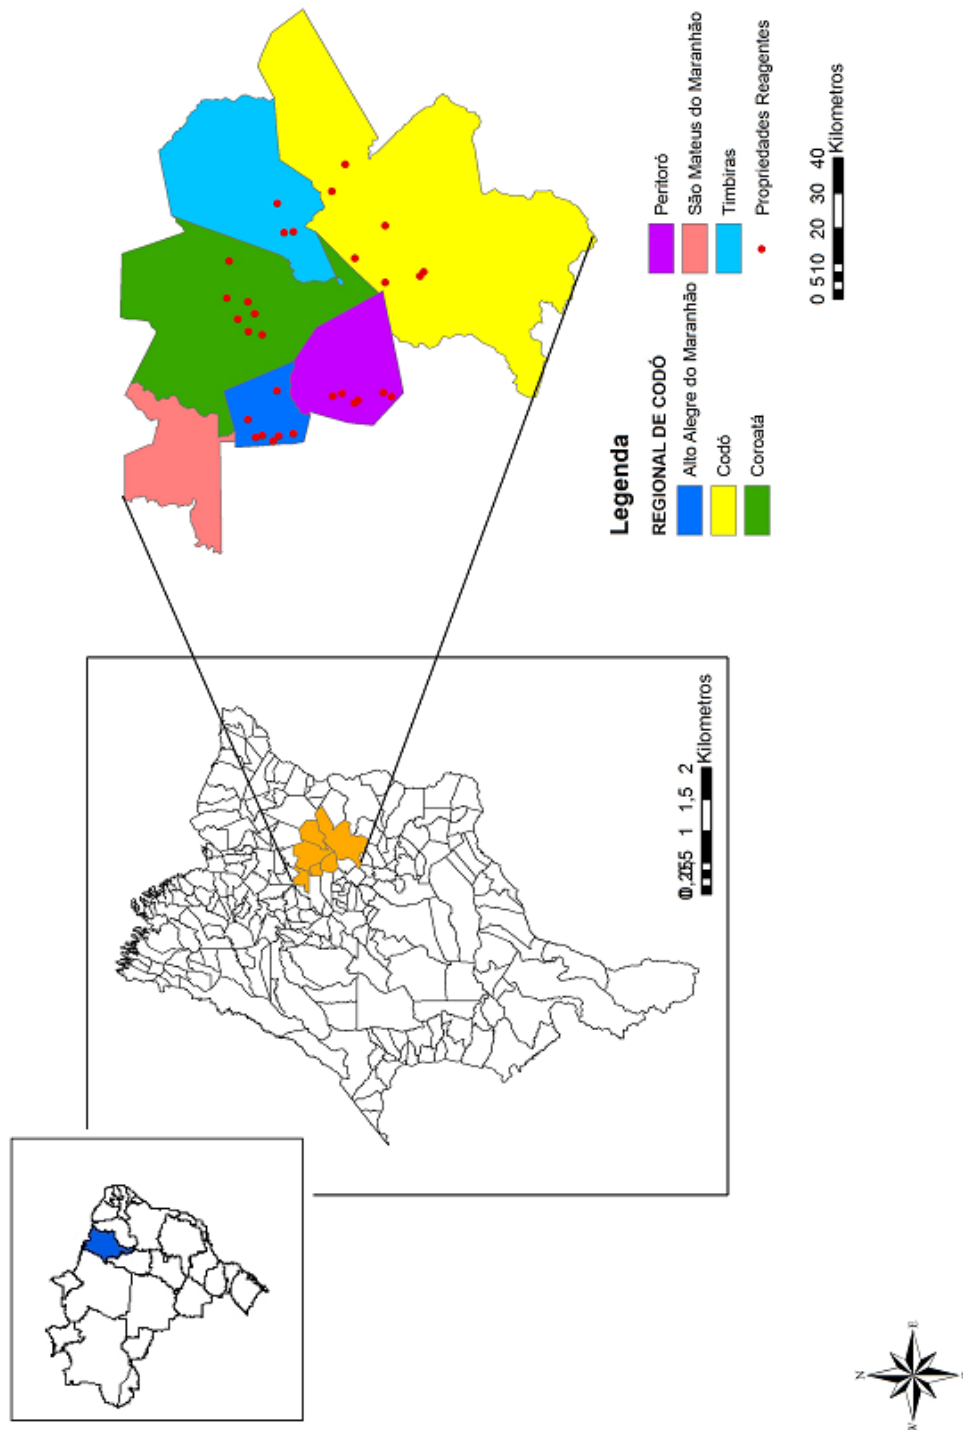 Legenda
REGIONAL DE CODÓ
Alto Alegre do Maranhão
Codó
Coroatá
Peritoró
São Mateus do Maranhão
Timbiras
Propriedades Reagentes
0 5 10 20 30 40
Kilometros
1 1,5 2
Kilometros
N
E